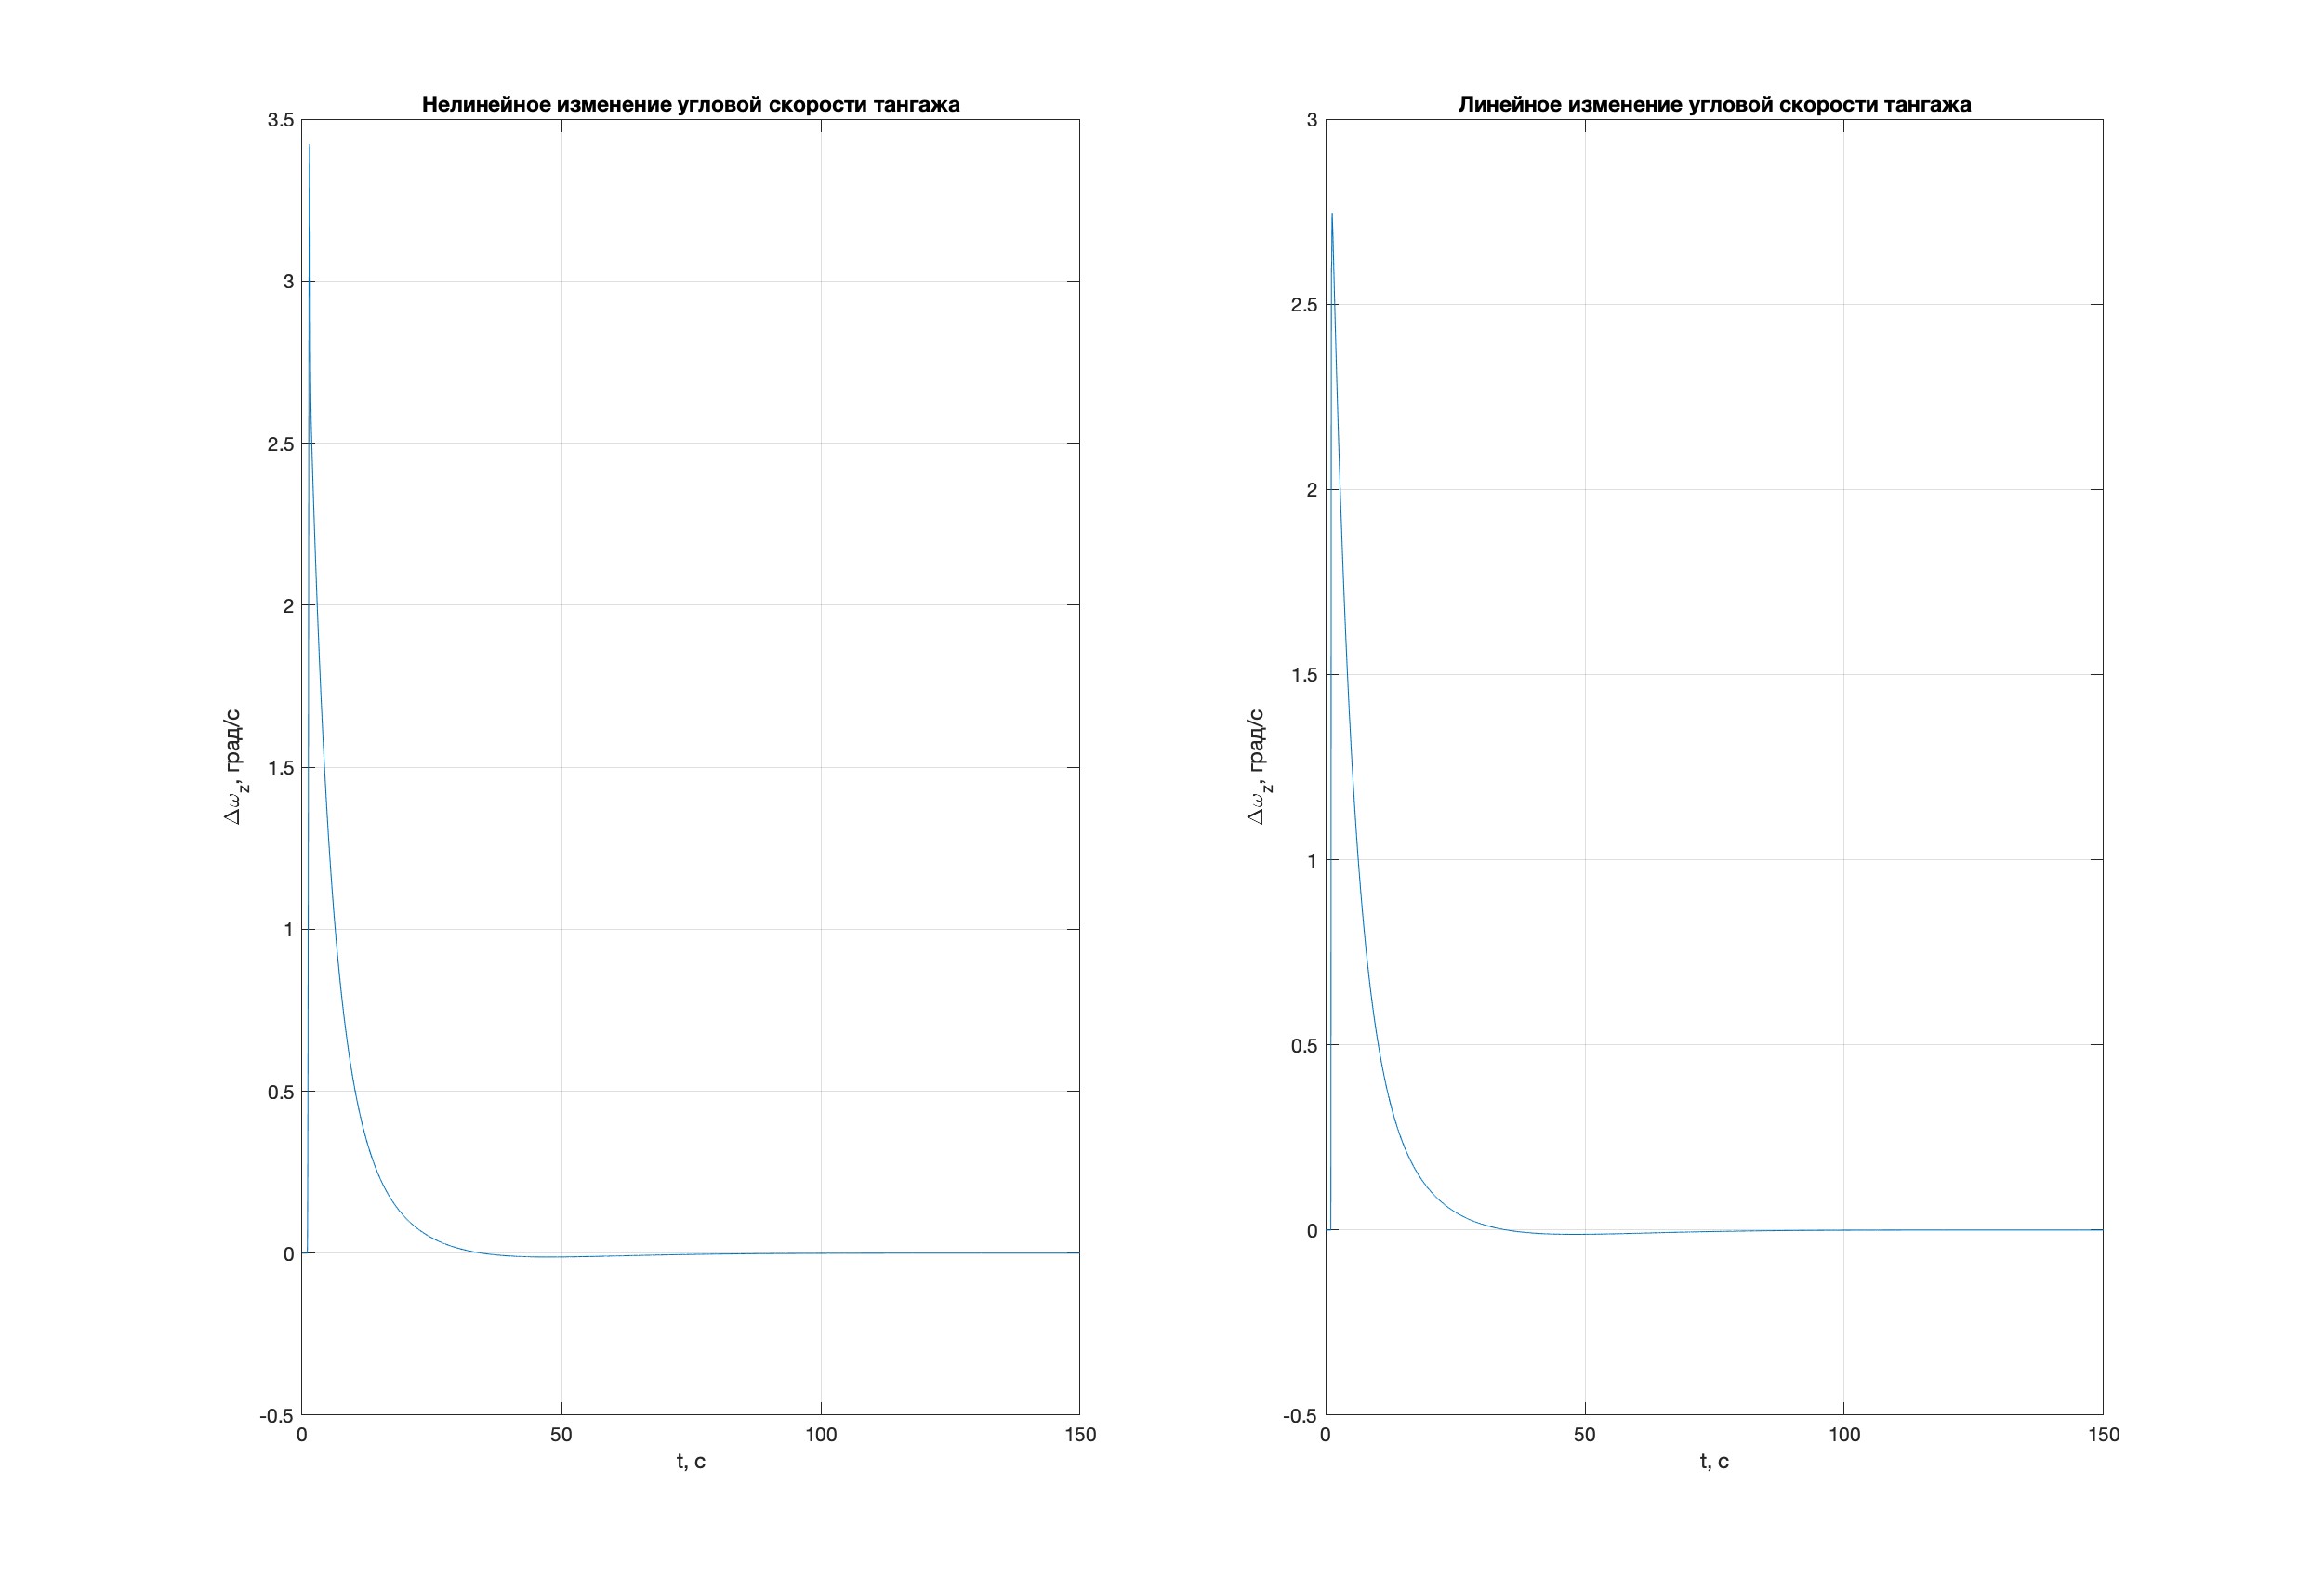 Нелинейное изменение угловой скорости тангажа
3.5
3
2.5
2
1.5
1
0.5
0
-0.5
0 50 100 150
t, c
Δω_z, град/с
Линейное изменение угловой скорости тангажа
3
2.5
2
1.5
1
0.5
0
-0.5
0 50 100 150
t, c
Δω_z, град/с